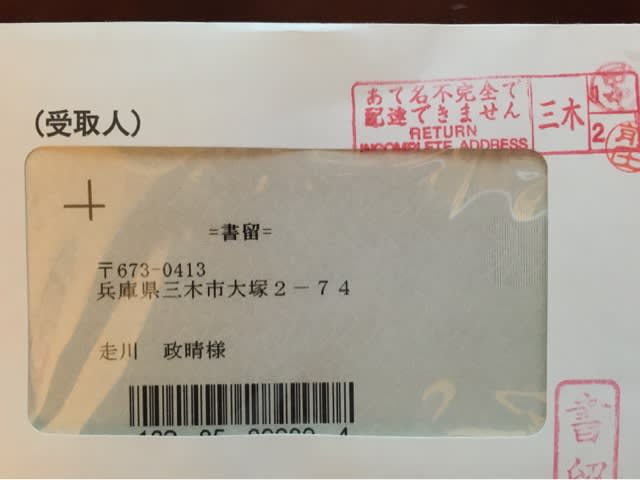 (受取人)
あて名不完全で
配達できません
RETURN
INCOMPLETE ADDRESS
三木
2
=書留=
〒673-0413
兵庫県三木市大塚2-74
走川 政晴様
書留